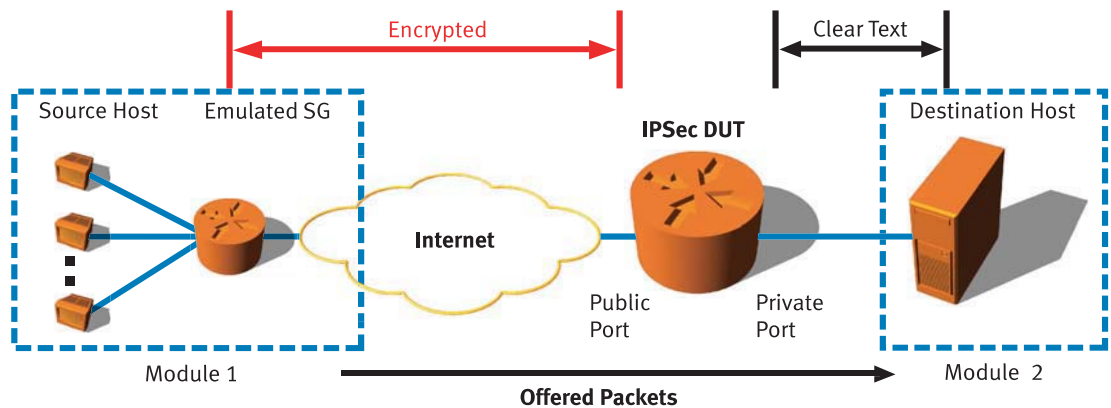 Encrypted
Clear Text
Source Host
Emulated SG
IPSec DUT
Destination Host
Internet
Public
Port
Private
Port
Module 1
Offered Packets
Module 2